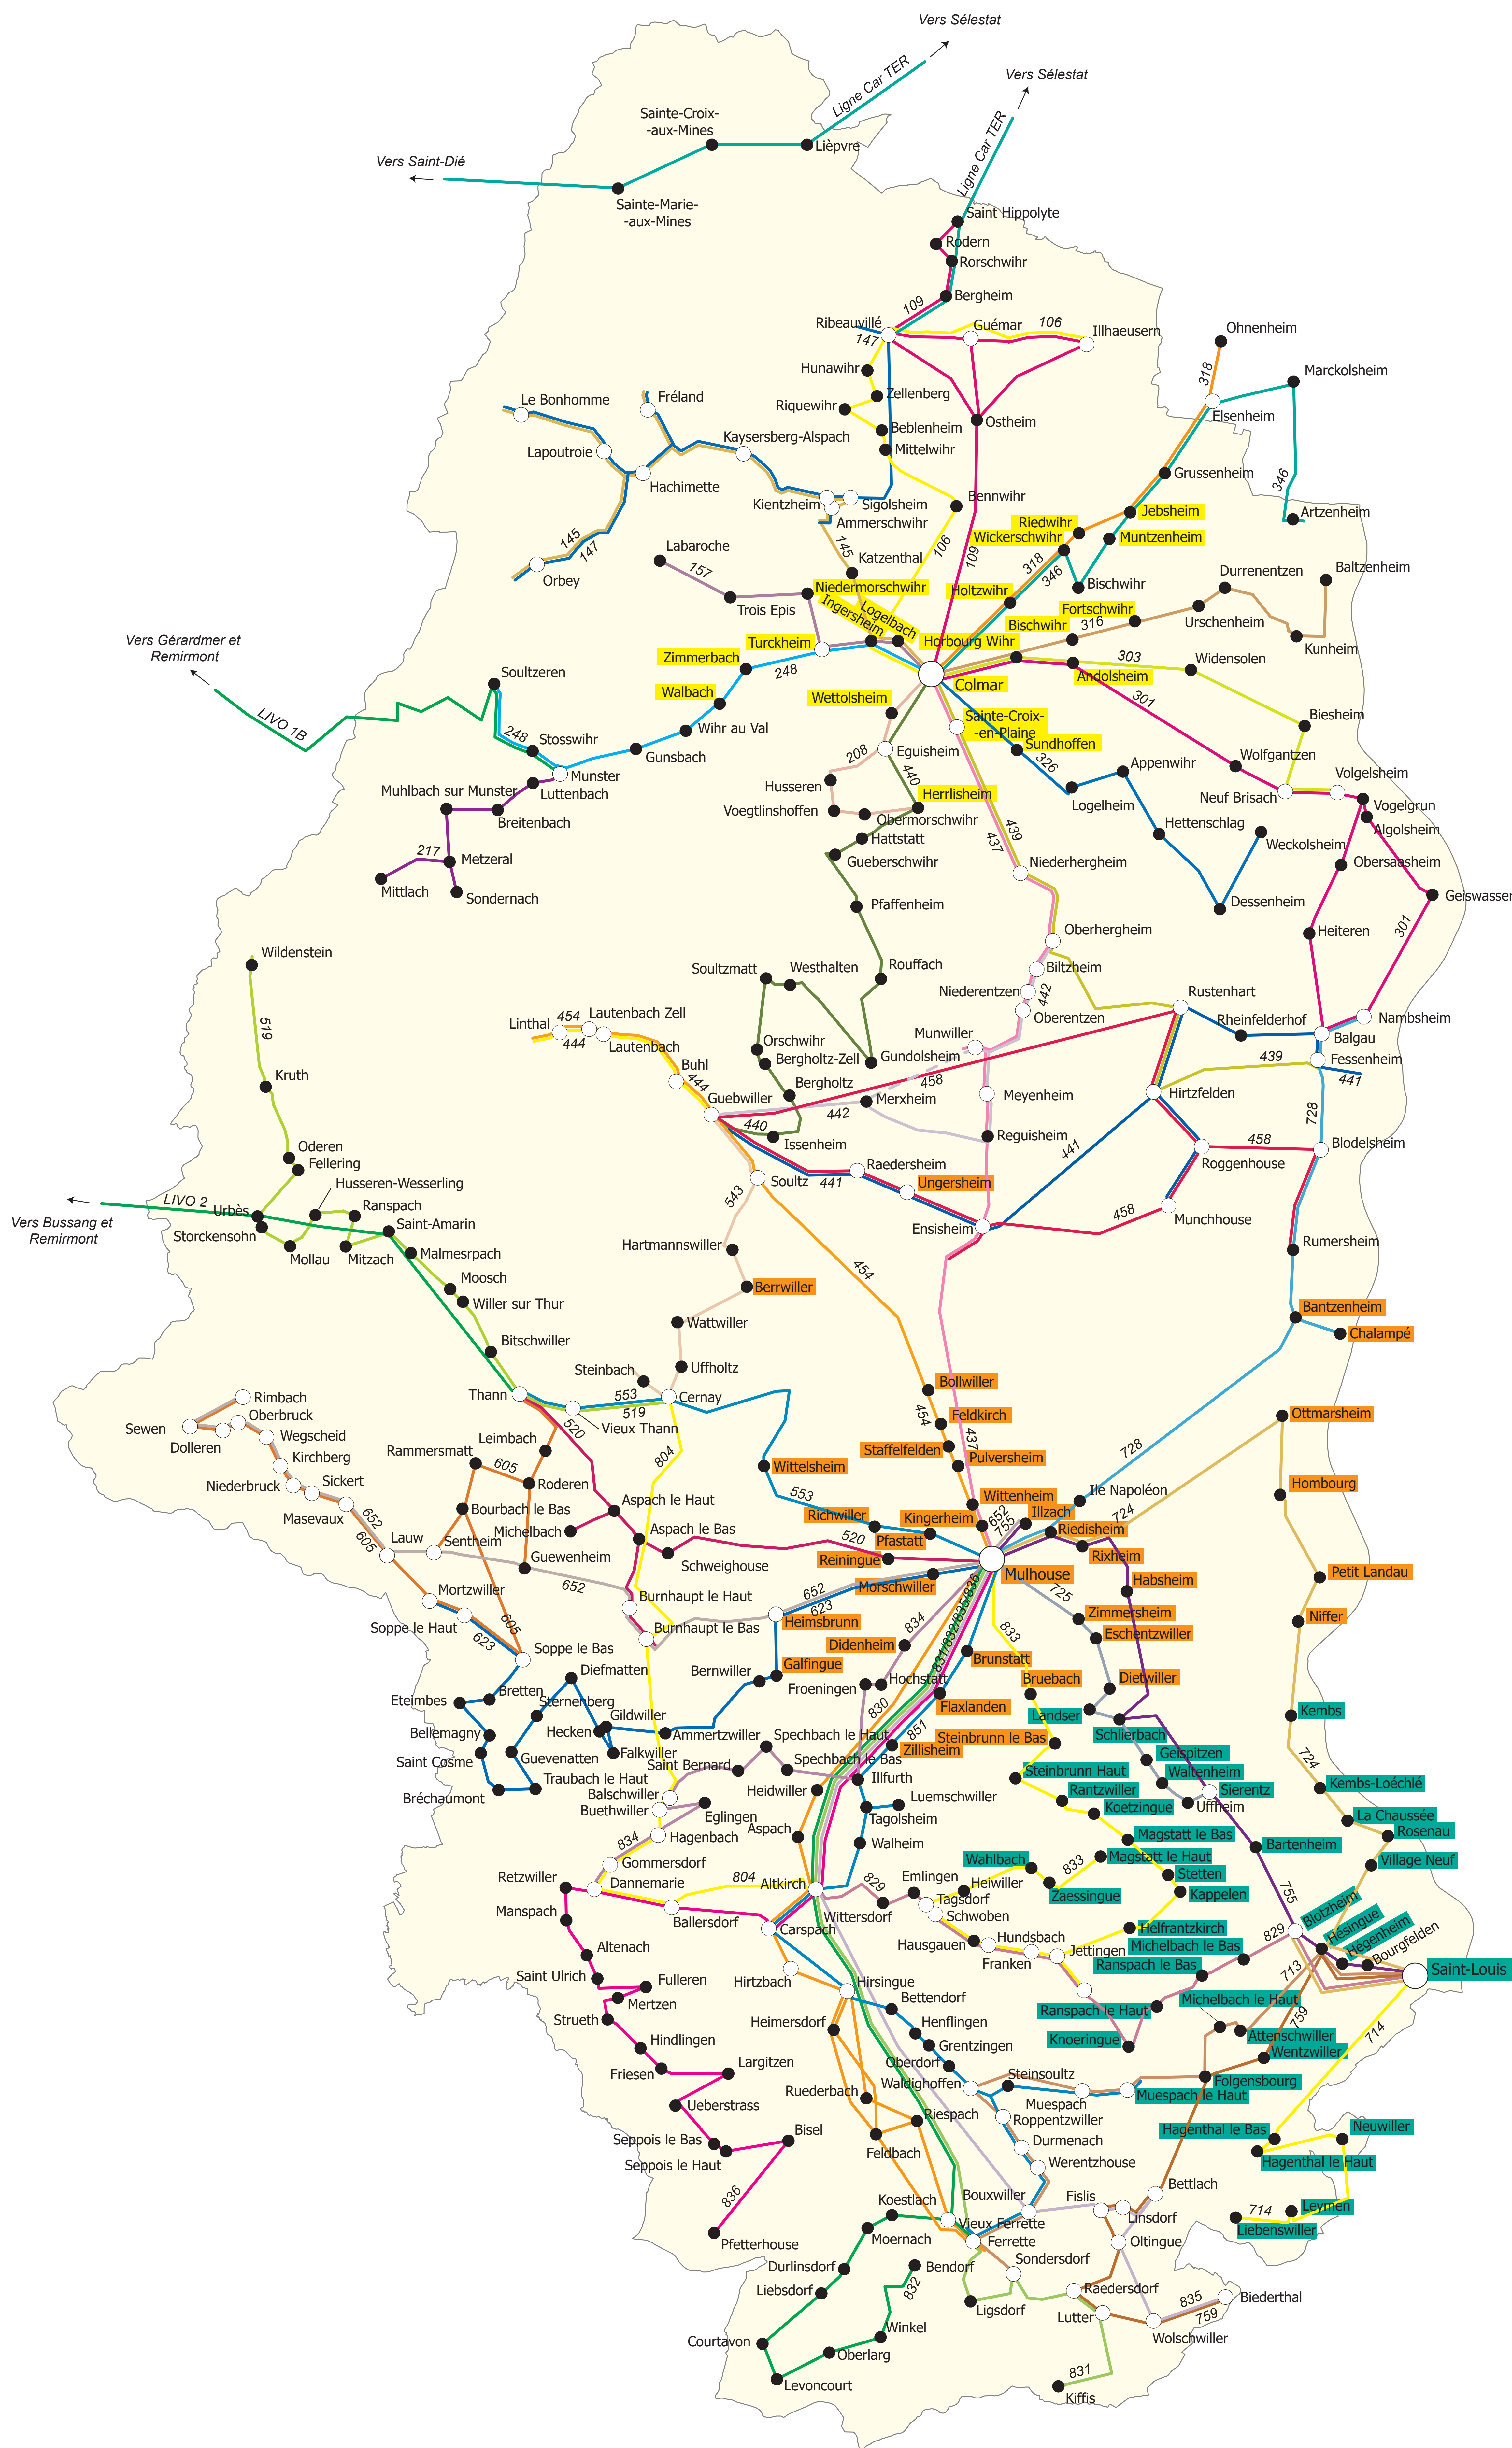 Vers Sélestat
Ligne Car TER
Vers Sélestat
Ligne Car TER
Sainte-Croix-
-aux-Mines
Lièpvre
Vers Saint-Dié
Sainte-Marie-
-aux-Mines
Saint Hippolyte
Rodern
Rorschwihr
Bergheim
109
Ribeauvillé
147
Guémar
106
Illhaeusern
Ohnenheim
318
Hunawihr
Zellenberg
Riquewihr
Beblenheim
Mittelwihr
Ostheim
Elsenheim
Marckolsheim
346
Artzenheim
Grussenheim
Le Bonhomme
Fréland
Lapoutroie
Kaysersberg-Alspach
Hachimette
Kientzheim
Sigolsheim
Ammerschwihr
Bennwihr
145
147
Orbey
145
106
109
Katzenthal
Labaroche
157
Trois Epis
Niedermorschwihr
Ingersheim
Logelbach
Riedwihr
Wickerschwihr
Jebsheim
Muntzenheim
318
346
Bischwihr
Holtzwihr
Durrenentzen
Baltzenheim
Fortschwihr
Bischwihr
316
Urschenheim
Kunheim
Horbourg Wihr
Turckheim
Zimmerbach
248
Walbach
Colmar
303
Widensolen
Andolsheim
301
Biesheim
Vers Gérardmer et
Remirmont
LIVO 1B
Soultzeren
248
Stosswihr
Wihr au Val
Gunsbach
Munster
Luttenbach
Muhlbach sur Munster
Breitenbach
217
Metzeral
Mittlach
Sondernach
Wettolsheim
Sainte-Croix-
-en-Plaine
Sundhoffen
326
Eguisheim
208
440
Husseren
Voegtlinshoffen
Herrlisheim
Obermorschwihr
Hattstatt
Gueberschwihr
Pfaffenheim
439
437
Niederhergheim
Logelheim
Appenwihr
Hettenschlag
Weckolsheim
Dessenheim
Wolfgantzen
Volgelsheim
Neuf Brisach
Vogelgrun
Algolsheim
Obersaasheim
Geiswasser
Heiteren
301
Oberhergheim
Biltzheim
Niederentzen
442
Oberentzen
Rustenhart
Rheinfelderhof
Nambsheim
Balgau
Fessenheim
439
441
Hirtzfelden
728
Blodelsheim
Wildenstein
519
Kruth
Oderen
Fellering
Soultzmatt
Westhalten
Rouffach
Orschwihr
Bergholtz-Zell
Gundolsheim
Bergholtz
Munwiller
458
Merxheim
442
Meyenheim
Reguisheim
Linthal
454
444
Lautenbach Zell
Lautenbach
Buhl
444
Guebwiller
440
Issenheim
Soultz
543
Raedersheim
441
Ungersheim
441
Ensisheim
458
Roggenhouse
458
Munchhouse
Rumersheim
Bantzenheim
Chalampé
Vers Bussang et
Remirmont
LIVO 2
Urbès
Husseren-Wesserling
Ranspach
Saint-Amarin
Storckensohn
Mollau
Mitzach
Malmesrpach
Moosch
Willer sur Thur
Bitschwiller
Hartmannswiller
Berrwiller
454
Wattwiller
Uffholtz
Steinbach
Thann
553
519
Cernay
Vieux Thann
520
Bollwiller
454
Feldkirch
Staffelfelden
437
Pulversheim
Wittelsheim
553
Wittenheim
Richwiller
Kingerheim
652
755
Illzach
Ile Napoléon
728
724
Ottmarsheim
Hombourg
Petit Landau
Niffer
Riedisheim
Rixheim
Habsheim
Pfastatt
Reiningue
520
Morschwiller
Mulhouse
Rimbach
Sewen
Oberbruck
Dolleren
Wegscheid
Kirchberg
Niederbruck
Sickert
Masevaux
652
605
Lauw
Sentheim
Rammersmatt
605
Leimbach
Roderen
Bourbach le Bas
Michelbach
Aspach le Haut
Aspach le Bas
Schweighouse
804
Guewenheim
652
Burnhaupt le Haut
Burnhaupt le Bas
652
623
Heimsbrunn
Galfingue
Bernwiller
Mortzwiller
Soppe le Haut
623
605
Soppe le Bas
Diefmatten
Bretten
Eteimbes
Sternenberg
Bellemagny
Gildwiller
Hecken
Falkwiller
Ammertzwiller
Saint Cosme
Guevenatten
Bréchaumont
Traubach le Haut
Didenheim
834
Froeningen
Hochstatt
831/832/835/836
830
851
725
833
Zimmersheim
Eschentzwiller
Brunstatt
Bruebach
Dietwiller
Flaxlanden
Landser
Schlierbach
Steinbrunn le Bas
Zillisheim
Kembs
724
Kembs-Loéchlé
La Chaussée
Rosenau
Village Neuf
Geispitzen
Waltenheim
Sierentz
Uffheim
Steinbrunn Haut
Rantzwiller
Koetzingue
Magstatt le Bas
Magstatt le Haut
Bartenheim
Stetten
Kappelen
755
Saint Bernard
Spechbach le Haut
Spechbach le Bas
Illfurth
Balschwiller
Buethwiller
Eglingen
Heidwiller
Luemschwiller
Tagolsheim
Aspach
Walheim
Hagenbach
834
Gommersdorf
Dannemarie
804
Altkirch
829
Retzwiller
Ballersdorf
Carspach
Manspach
Wittersdorf
Emlingen
Heiwiller
Wahlbach
833
Zaessingue
Tagsdorf
Schwoben
Hausgauen
Hundsbach
Franken
Jettingen
Helfrantzkirch
Michelbach le Bas
Ranspach le Bas
829
Blotzheim
Hésingue
Hégenheim
Bourgfelden
Saint-Louis
713
759
714
Ranspach le Haut
Michelbach le Haut
Knoeringue
Attenschwiller
Wentzwiller
Folgensbourg
Altenach
Saint Ulrich
Fulleren
Mertzen
Strueth
Hindlingen
Friesen
Largitzen
Ueberstrass
Seppois le Bas
Seppois le Haut
Bisel
836
Pfetterhouse
Hirtzbach
Hirsingue
Heimersdorf
Bettendorf
Henflingen
Grentzingen
Oberdorf
Waldighoffen
Steinsoultz
Muespach
Muespach le Haut
Ruederbach
Riespach
Feldbach
Roppentzwiller
Durmenach
Werentzhouse
Hagenthal le Bas
Neuwiller
Hagenthal le Haut
Leymen
714
Liebenswiller
Koestlach
Bouxwiller
Vieux Ferrette
Ferrette
Fislis
Linsdorf
Bettlach
Oltingue
Moernach
Durlinsdorf
Liebsdorf
Bendorf
832
Sondersdorf
Ligsdorf
Raedersdorf
Lutter
835
759
Biederthal
Wolschwiller
Courtavon
Winkel
Oberlarg
Levoncourt
831
Kiffis